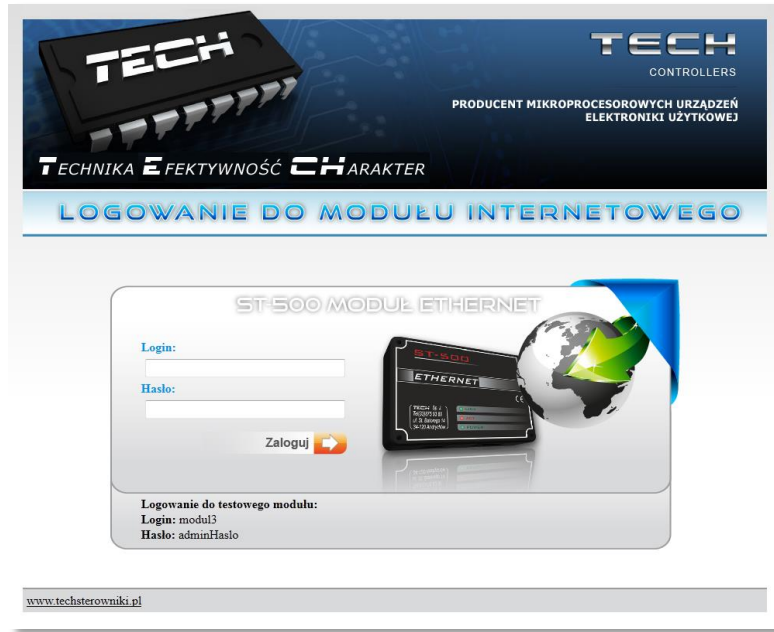 TECH
TECH
CONTROLLERS
PRODUCENT MIKROPROCESOROWYCH URZĄDZEŃ
ELEKTRONIKI UŻYTKOWEJ
TECHNIKA EFEKTYWNOŚĆ CHARAKTER
LOGOWANIE DO MODUŁU INTERNETOWEGO
ST-500 MODUŁ ETHERNET
Login:
Hasło:
Zaloguj
ST-500
ETHERNET
CE
TECH
Logowanie do testowego modułu:
Login: modul3
Hasło: adminHaslo
www.techsterowniki.pl